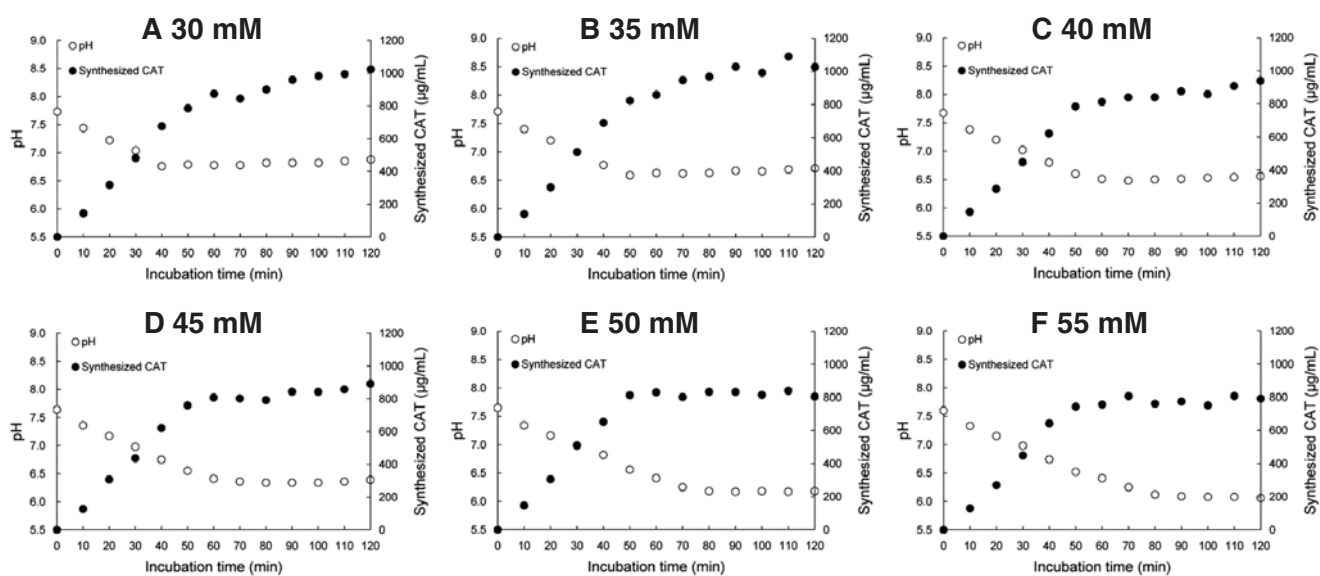 A 30 mM
9.0
8.5
8.0
7.5
7.0
6.5
6.0
5.5
pH
pH
Synthesized CAT
1200
1000
800
600
400
200
0
Synthesized CAT (µg/mL)
0 10 20 30 40 50 60 70 80 90 100 110 120
Incubation time (min)
B 35 mM
9.0
8.5
8.0
7.5
7.0
6.5
6.0
5.5
pH
pH
Synthesized CAT
1200
1000
800
600
400
200
0
Synthesized CAT (µg/mL)
0 10 20 30 40 50 60 70 80 90 100 110 120
Incubation time (min)
C 40 mM
9.0
8.5
8.0
7.5
7.0
6.5
6.0
5.5
pH
pH
Synthesized CAT
1200
1000
800
600
400
200
0
Synthesized CAT (µg/mL)
0 10 20 30 40 50 60 70 80 90 100 110 120
Incubation time (min)
D 45 mM
9.0
8.5
8.0
7.5
7.0
6.5
6.0
5.5
pH
pH
Synthesized CAT
1200
1000
800
600
400
200
0
Synthesized CAT (µg/mL)
0 10 20 30 40 50 60 70 80 90 100 110 120
Incubation time (min)
E 50 mM
9.0
8.5
8.0
7.5
7.0
6.5
6.0
5.5
pH
pH
Synthesized CAT
1200
1000
800
600
400
200
0
Synthesized CAT (µg/mL)
0 10 20 30 40 50 60 70 80 90 100 110 120
Incubation time (min)
F 55 mM
9.0
8.5
8.0
7.5
7.0
6.5
6.0
5.5
pH
pH
Synthesized CAT
1200
1000
800
600
400
200
0
Synthesized CAT (µg/mL)
0 10 20 30 40 50 60 70 80 90 100 110 120
Incubation time (min)